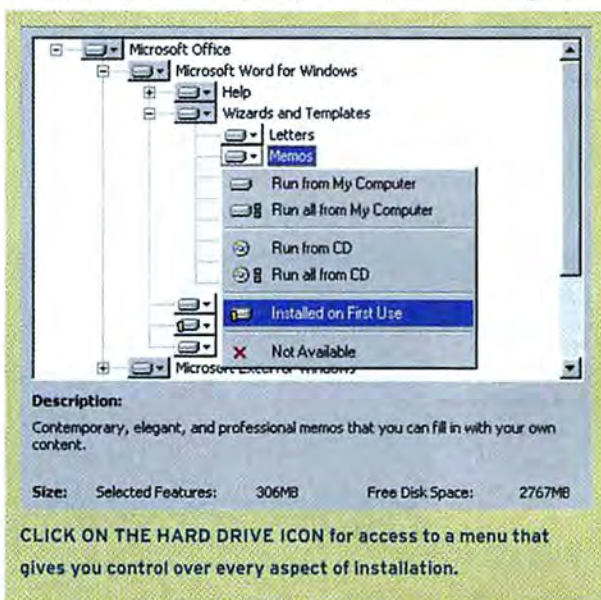 Microsoft Office
Microsoft Word for Windows
Help
Wizards and Templates
Letters
Memos
Run from My Computer
Run all from My Computer
Run from CD
Run all from CD
Installed on First Use
Not Available
Microsoft Excel for Windows
Description:
Contemporary, elegant, and professional memos that you can fill in with your own
content.
Size: Selected Features: 306MB Free Disk Space: 2767MB
CLICK ON THE HARD DRIVE ICON for access to a menu that
gives you control over every aspect of installation.